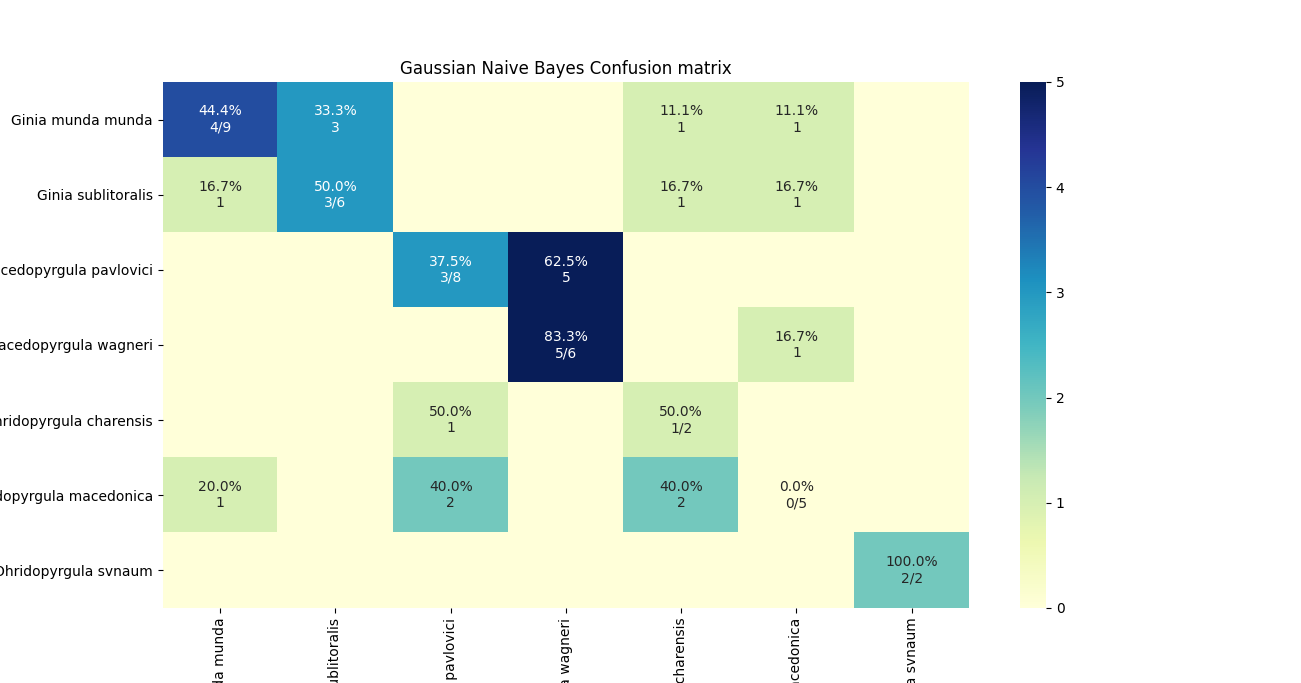 Gaussian Naive Bayes Confusion matrix
Ginia munda munda
44.4%
4/9
33.3%
3
11.1%
1
11.1%
1
Ginia sublitoralis
16.7%
1
50.0%
3/6
16.7%
1
16.7%
1
cedopyrgula pavlovici
37.5%
3/8
62.5%
5
acedopyrgula wagneri
83.3%
5/6
16.7%
1
hridopyrgula charensis
50.0%
1
50.0%
1/2
dopyrgula macedonica
20.0%
1
40.0%
2
40.0%
2
0.0%
0/5
Ohridopyrgula svnaum
100.0%
2/2
da munda
ublitoralis
pavlovici
a wagneri
charensis
cedonica
a svnaum
5
4
3
2
1
0